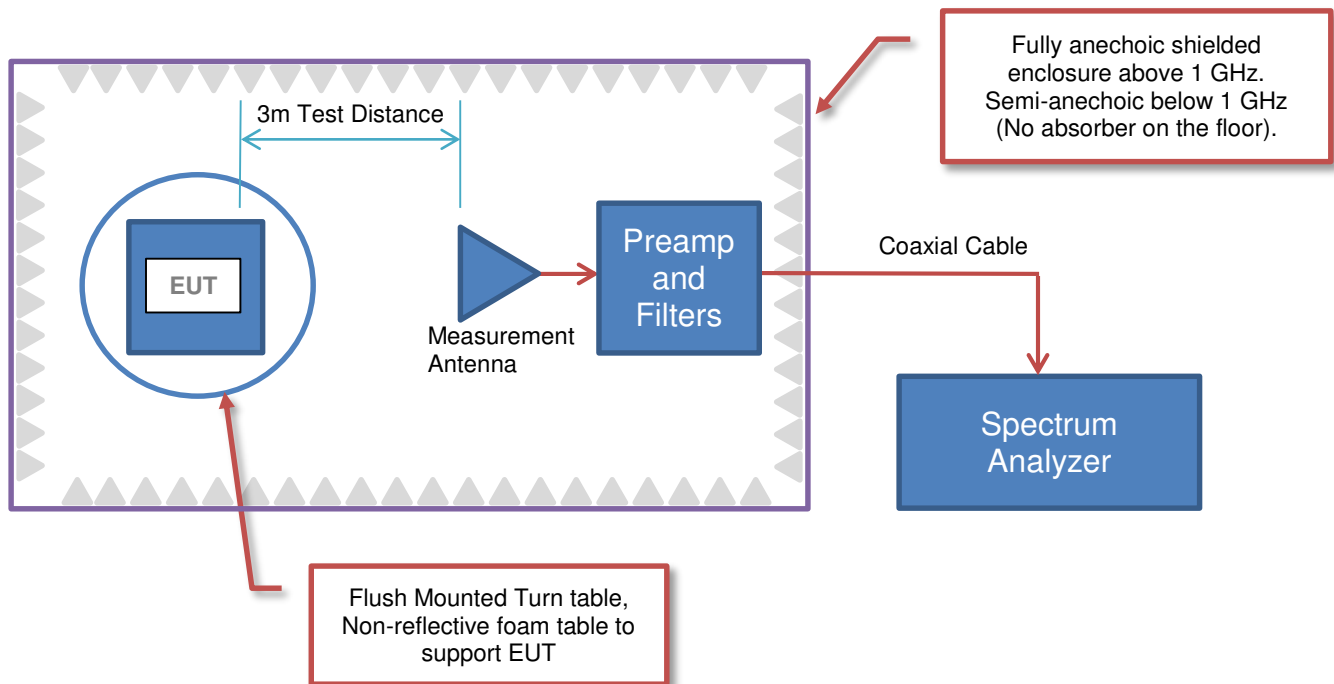 Fully anechoic shielded
enclosure above 1 GHz.
Semi-anechoic below 1 GHz
(No absorber on the floor).
3m Test Distance
EUT
Measurement
Antenna
Preamp
and
Filters
Coaxial Cable
Spectrum
Analyzer
Flush Mounted Turn table,
Non-reflective foam table to
support EUT